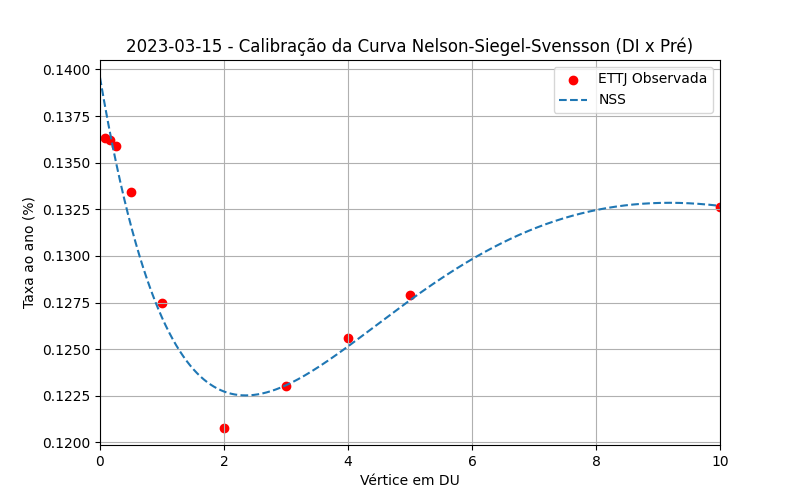 2023-03-15 - Calibração da Curva Nelson-Siegel-Svensson (DI x Pré)
ETTJ Observada
NSS
Taxa ao ano (%)
0.1400
0.1375
0.1350
0.1325
0.1300
0.1275
0.1250
0.1225
0.1200
0 2 4 6 8 10
Vértice em DU